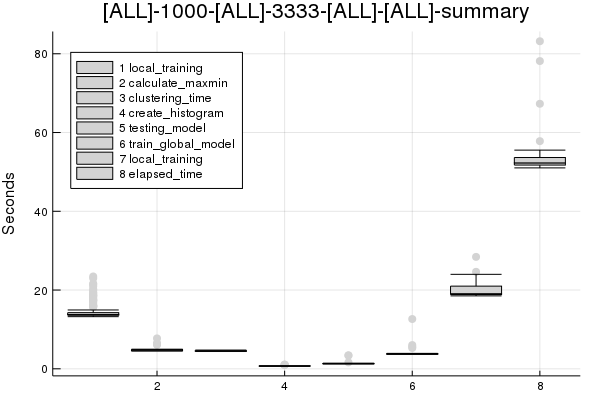 [ALL]-1000-[ALL]-3333-[ALL]-[ALL]-summary
80
60
40
20
0
Seconds
1 local_training
2 calculate_maxmin
3 clustering_time
4 create_histogram
5 testing_model
6 train_global_model
7 local_training
8 elapsed_time
2
4
6
8